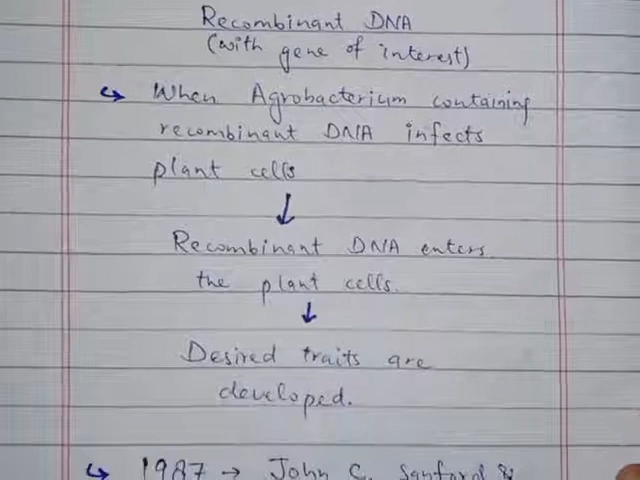 Recombinant DNA
(with gene of interest)
↪ When Agrobacterium containing
recombinant DNA infects
plant cells
↓
Recombinant DNA enters
the plant cells.
↓
Desired traits are
developed.
↪ 1987 → John C. Sanford &